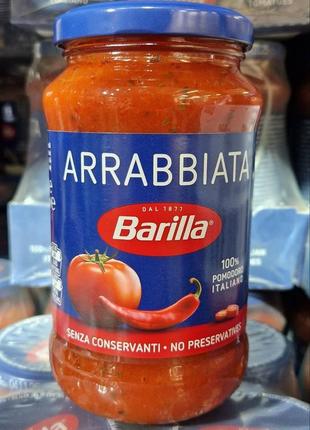 ARRABBIATA
DAL 1877
Barilla
100%
POMODORO
ITALIANO
SENZA CONSERVANTI • NO PRESERVATIVES